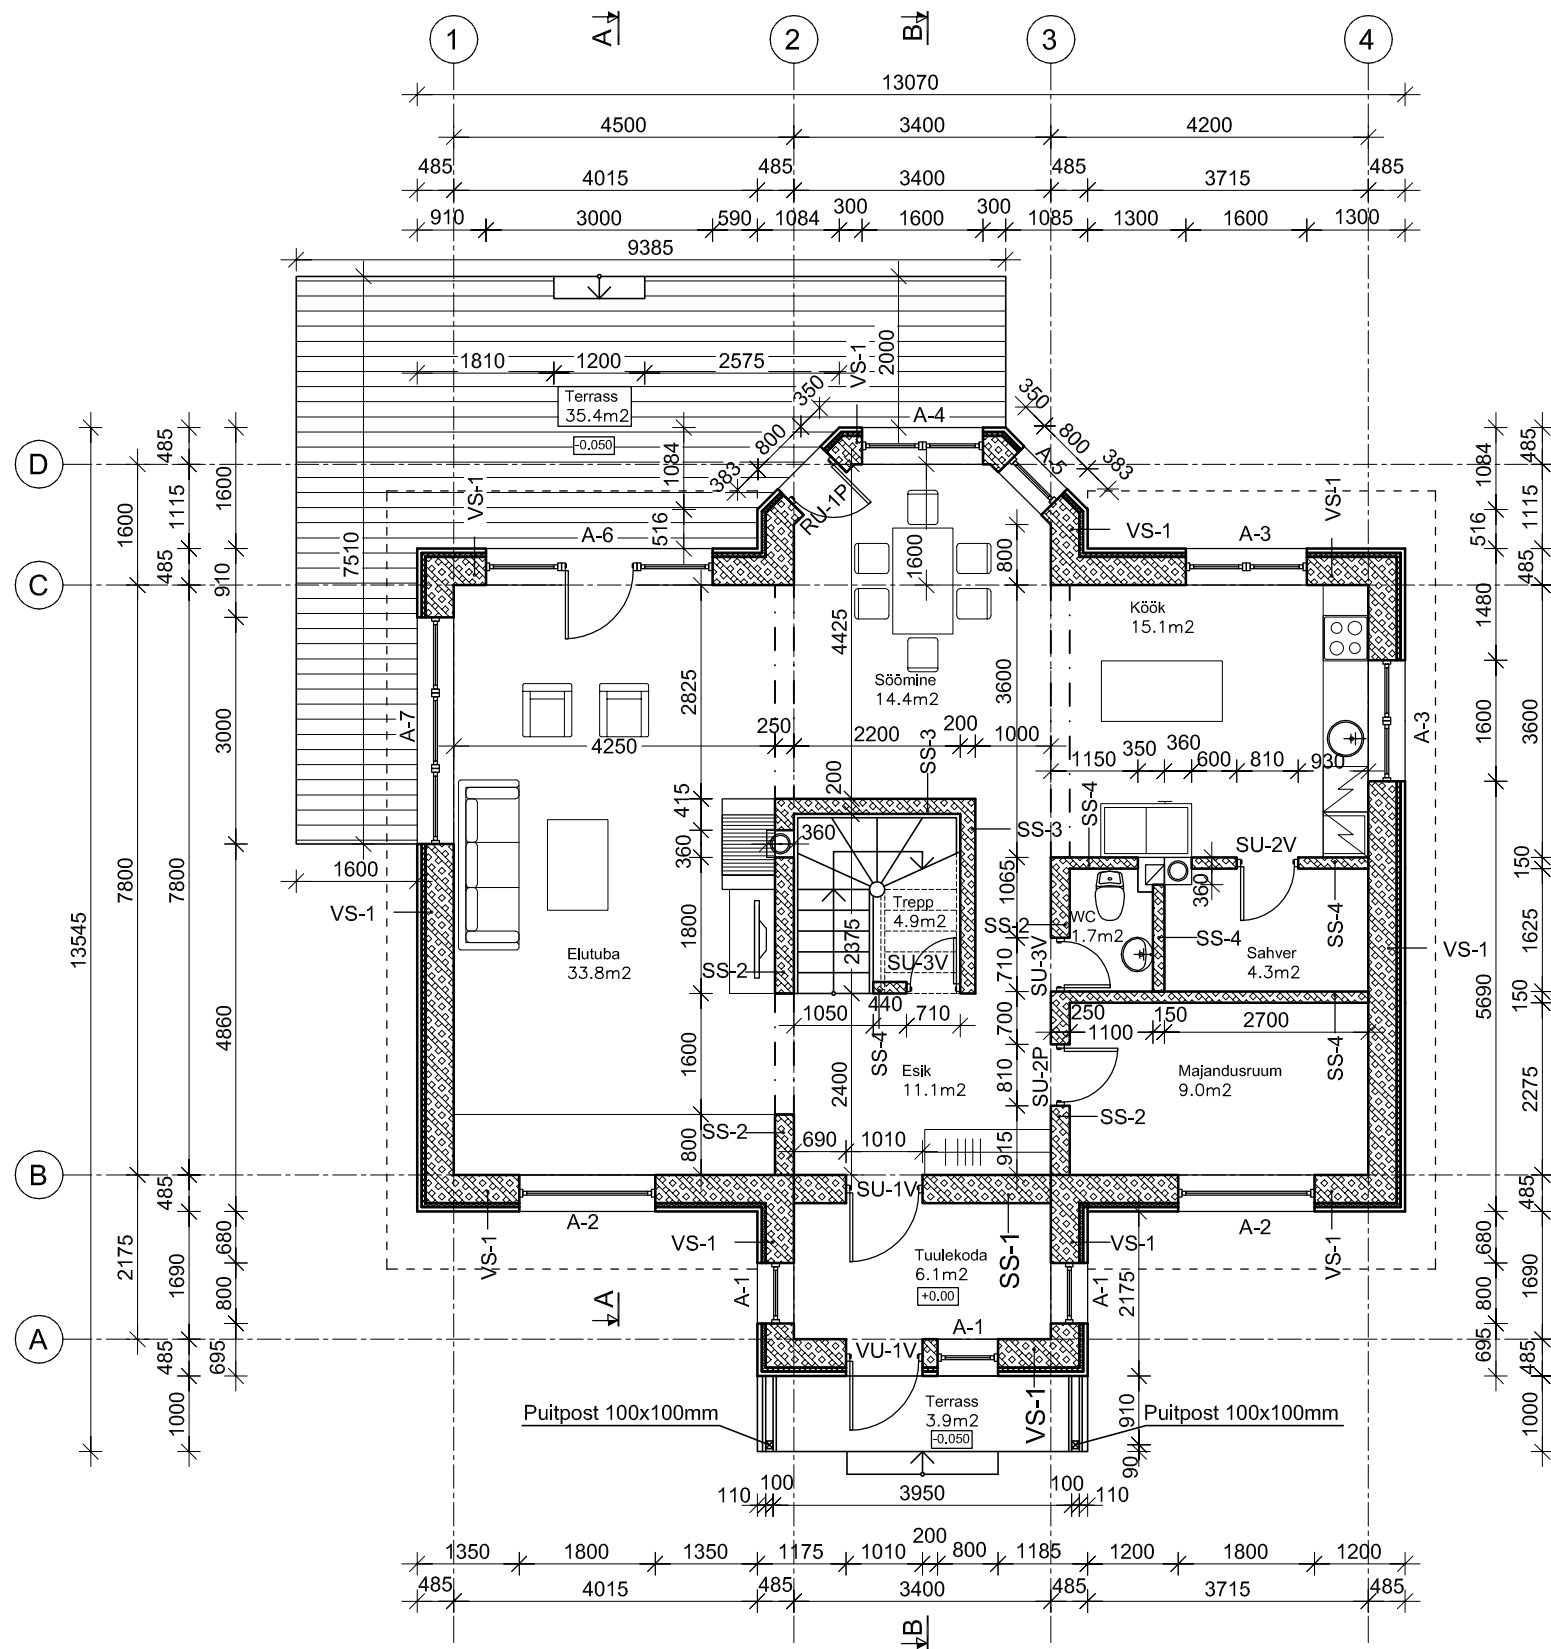 A B
1 2 3 4
13070
4500 3400 4200
485 4015 485 3400 485 3715 485
910 3000 590 1084 300 1600 300 1085 1300 1600 1300
9385
1810 1200 2575
VS-1
2000
Terrass
35.4m2
-0.050
350
800
383
A-4
350
800
383
A-5
1084
516
VS-1
A-6
RU-1P
7510
1600
800
VS-1
A-3
VS-1
D
C
B
A
13545
1600
7800
2175
485
1115
485
7800
485
1690
485
1000
1600
910
3000
4860
680
800
695
1084
516
1480
1600
5690
680
800
695
485
1115
485
3600
150
1625
150
2275
485
1690
485
1000
Köök
15.1m2
4425
Söömine
14.4m2
3600
2825
A-7
A-3
4250 250 2200 200 1000
SS-3
1150 350 360 600 810 930
200
415
360
360
SS-3
SS-4
SU-2V
1065
360
1600
VS-1
Trepp
4.9m2
SS-2
WC
1.7m2
SS-4
SS-4
1800
2375
Elutuba
33.8m2
SS-2
SU-3V
710
SU-3V
Sahver
4.3m2
VS-1
440
1050 710
SS-4
700
250
1100 150 2700
SS-4
1600
2400
Esik
11.1m2
810
SU-2P
Majandusruum
9.0m2
SS-2
SS-2
800
690 1010
915
SU-1V
A-2
VS-1
VS-1
Tuulekoda
6.1m2
+0.00
SS-1
VS-1
A-2
VS-1
A-1
A-1
2175
A
A-1
VU-1V
VS-1
Terrass
3.9m2
-0.050
Puitpost 100x100mm
Puitpost 100x100mm
910
90
110 100 3950 100 110
1350 1800 1350 1175 1010 200 800 1185 1200 1800 1200
485 4015 485 3400 485 3715 485
B